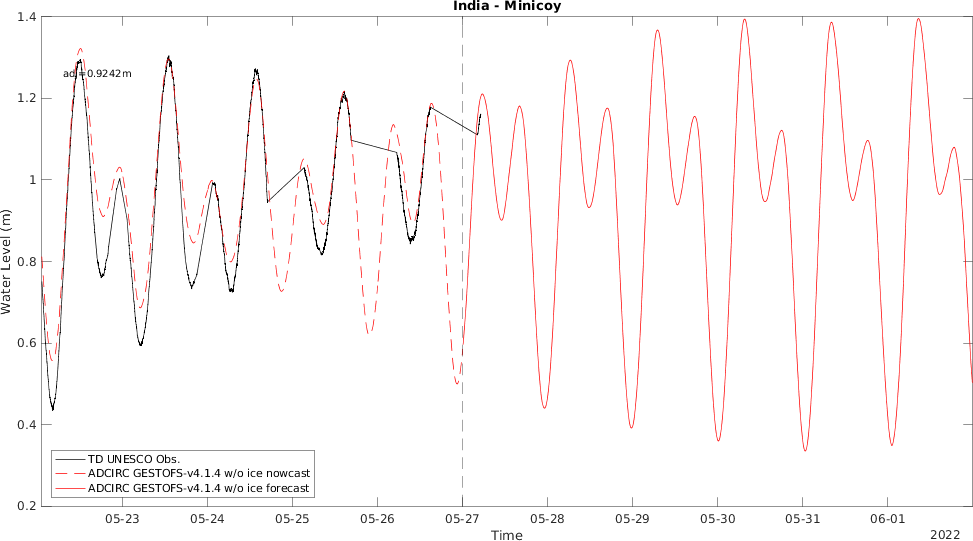 India - Minicoy
1.4
1.2
1
0.8
0.6
0.4
0.2
Water Level (m)
adj=0.9242m
TD UNESCO Obs.
ADCIRC GESTOFS-v4.1.4 w/o ice nowcast
ADCIRC GESTOFS-v4.1.4 w/o ice forecast
05-23 05-24 05-25 05-26 05-27 05-28 05-29 05-30 05-31 06-01
Time
2022